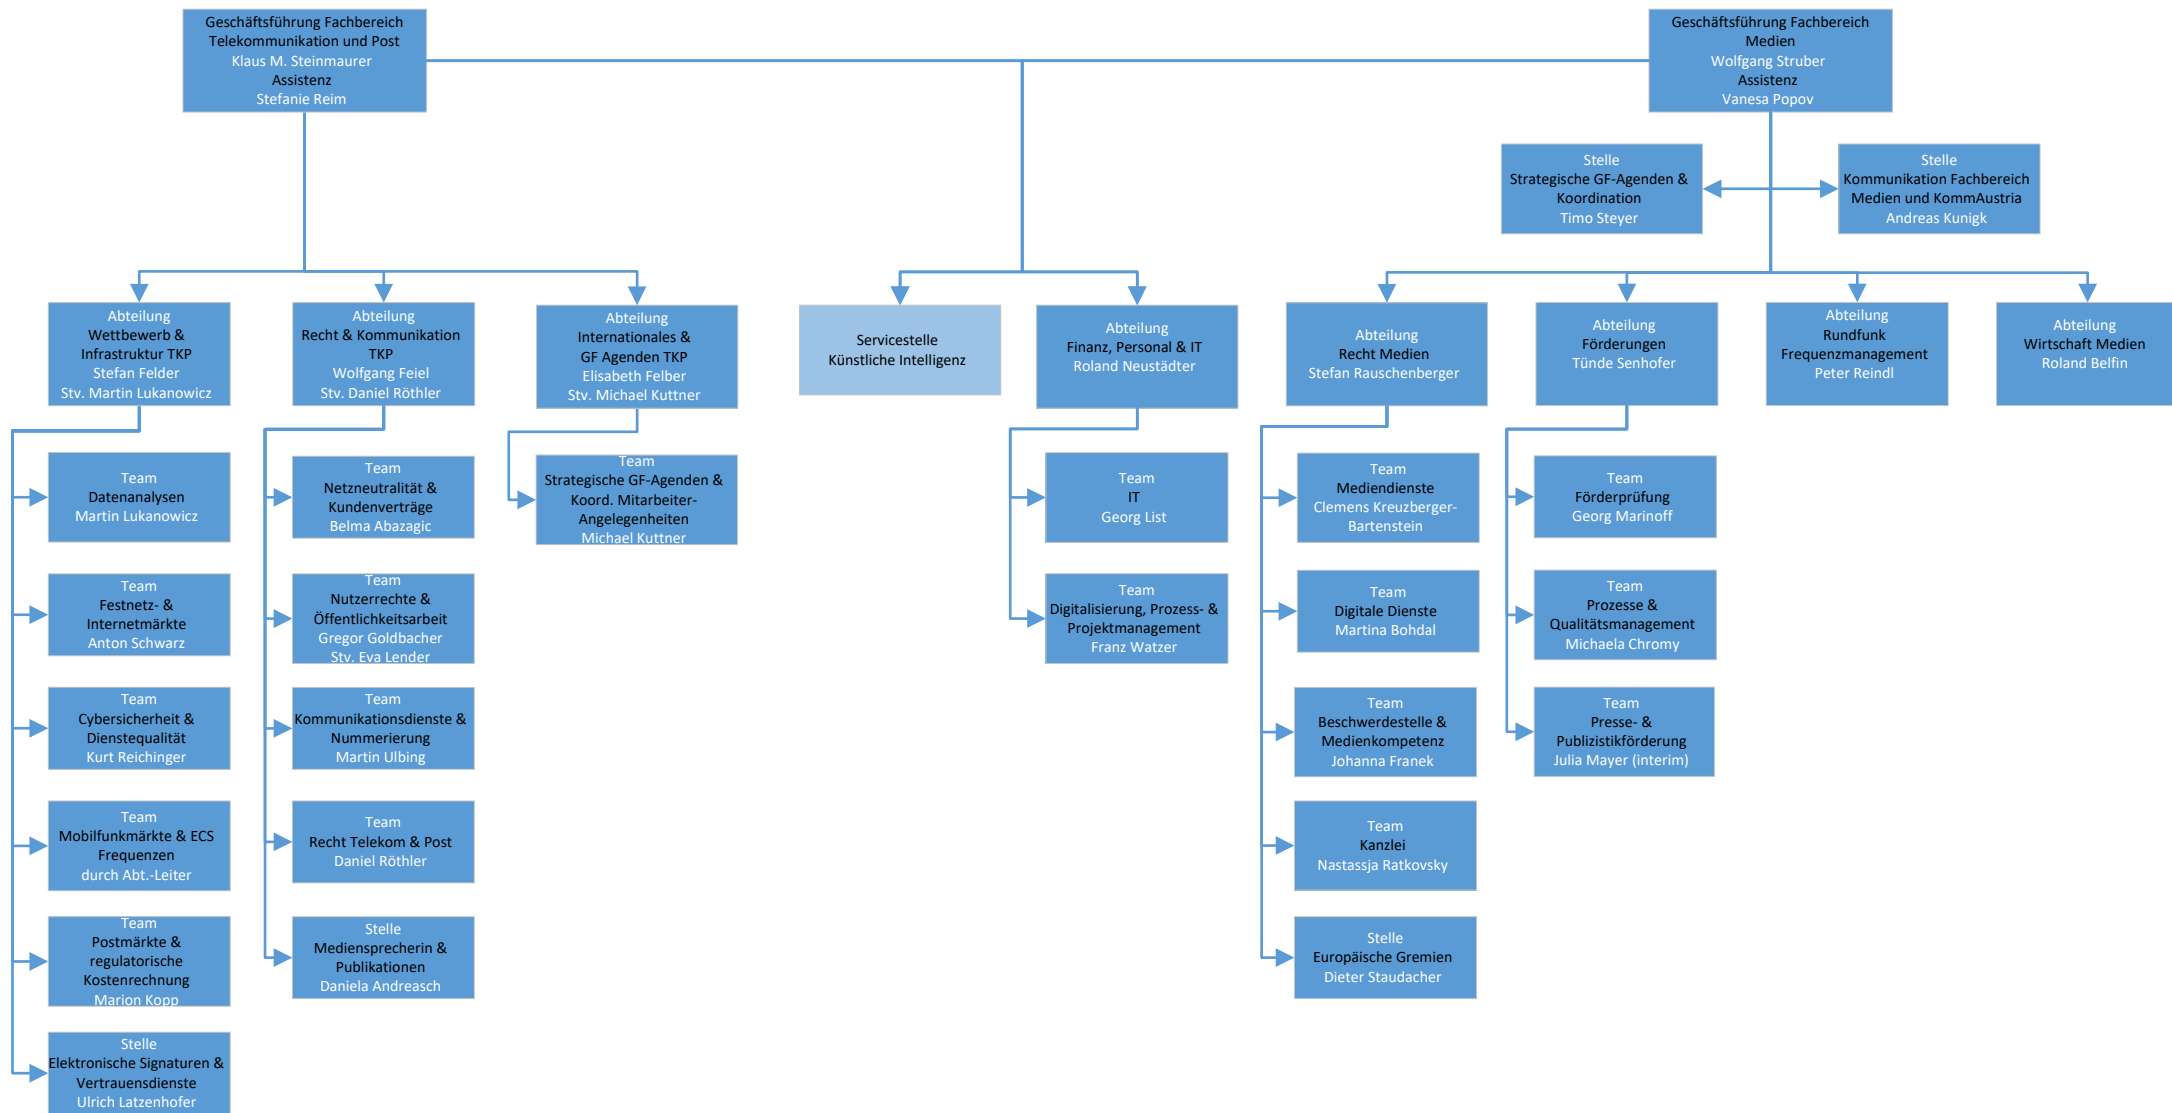 Geschäftsführung Fachbereich
Telekommunikation und Post
Klaus M. Steinmaurer
Assistenz
Stefanie Reim
Geschäftsführung Fachbereich
Medien
Wolfgang Struber
Assistenz
Vanesa Popov
Stelle
Strategische GF-Agenden &
Koordination
Timo Steyer
Stelle
Kommunikation Fachbereich
Medien und KommAustria
Andreas Kunigk
Abteilung
Wettbewerb &
Infrastruktur TKP
Stefan Felder
Stv. Martin Lukanowicz
Abteilung
Recht & Kommunikation
TKP
Wolfgang Feiel
Stv. Daniel Röthler
Abteilung
Internationales &
GF Agenden TKP
Elisabeth Felber
Stv. Michael Kuttner
Servicestelle
Künstliche Intelligenz
Abteilung
Finanz, Personal & IT
Roland Neustädter
Abteilung
Recht Medien
Stefan Rauschenberger
Abteilung
Förderungen
Tünde Senhofer
Abteilung
Rundfunk
Frequenzmanagement
Peter Reindl
Abteilung
Wirtschaft Medien
Roland Belfin
Team
Datenanalysen
Martin Lukanowicz
Team
Festnetz- &
Internetmärkte
Anton Schwarz
Team
Cybersicherheit &
Dienstequalität
Kurt Reichinger
Team
Mobilfunkmärkte & ECS
Frequenzen
durch Abt.-Leiter
Team
Postmärkte &
regulatorische
Kostenrechnung
Marion Kopp
Stelle
Elektronische Signaturen &
Vertrauensdienste
Ulrich Latzenhofer
Team
Netzneutralität &
Kundenverträge
Belma Abazagic
Team
Nutzerrechte &
Öffentlichkeitsarbeit
Gregor Goldbacher
Stv. Eva Lender
Team
Kommunikationsdienste &
Nummerierung
Martin Ulbing
Team
Recht Telekom & Post
Daniel Röthler
Stelle
Mediensprecherin &
Publikationen
Daniela Andreasch
Team
Strategische GF-Agenden &
Koord. Mitarbeiter-
Angelegenheiten
Michael Kuttner
Team
IT
Georg List
Team
Digitalisierung, Prozess- &
Projektmanagement
Franz Watzer
Team
Mediendienste
Clemens Kreuzberger-
Bartenstein
Team
Digitale Dienste
Martina Bohdal
Team
Beschwerdestelle &
Medienkompetenz
Johanna Franek
Team
Kanzlei
Nastassja Ratkovsky
Stelle
Europäische Gremien
Dieter Staudacher
Team
Förderprüfung
Georg Marinoff
Team
Prozesse &
Qualitätsmanagement
Michaela Chromy
Team
Presse- &
Publizistikförderung
Julia Mayer (interim)